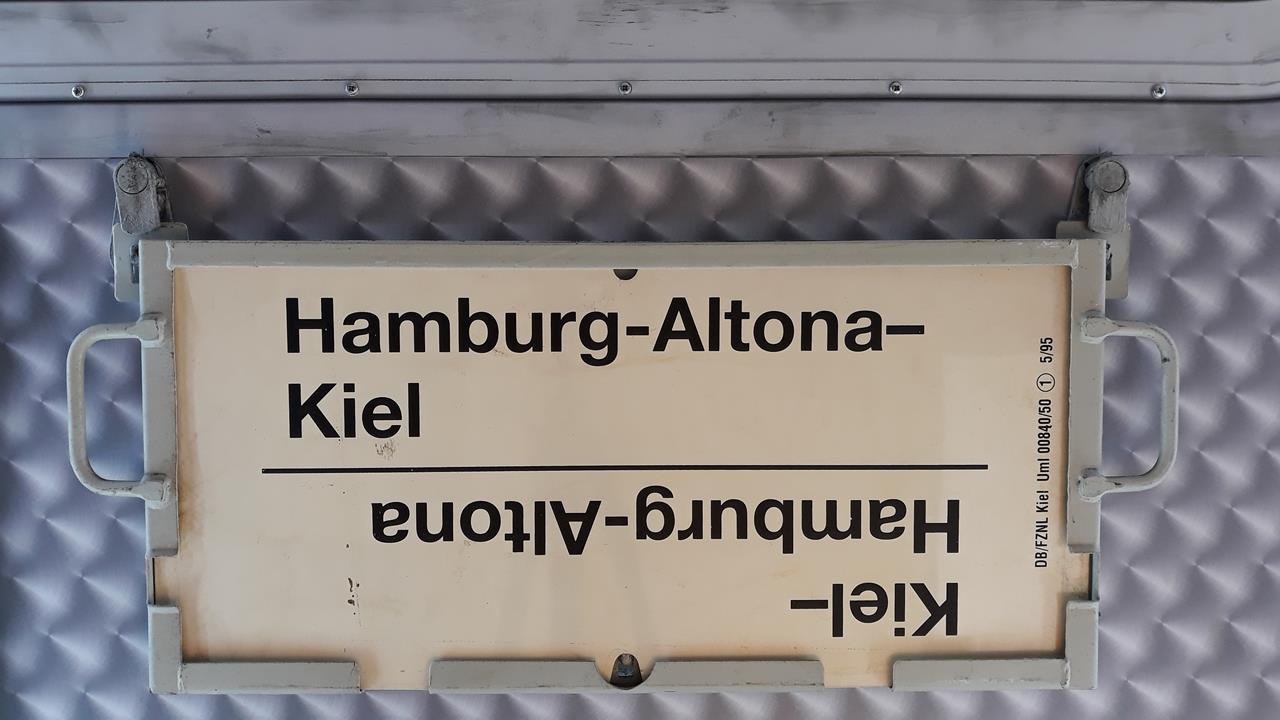 Hamburg-Altona–
Kiel
Kiel–
Hamburg-Altona
DB/FZNL Kiel Uml 00840/50 ① 5/95